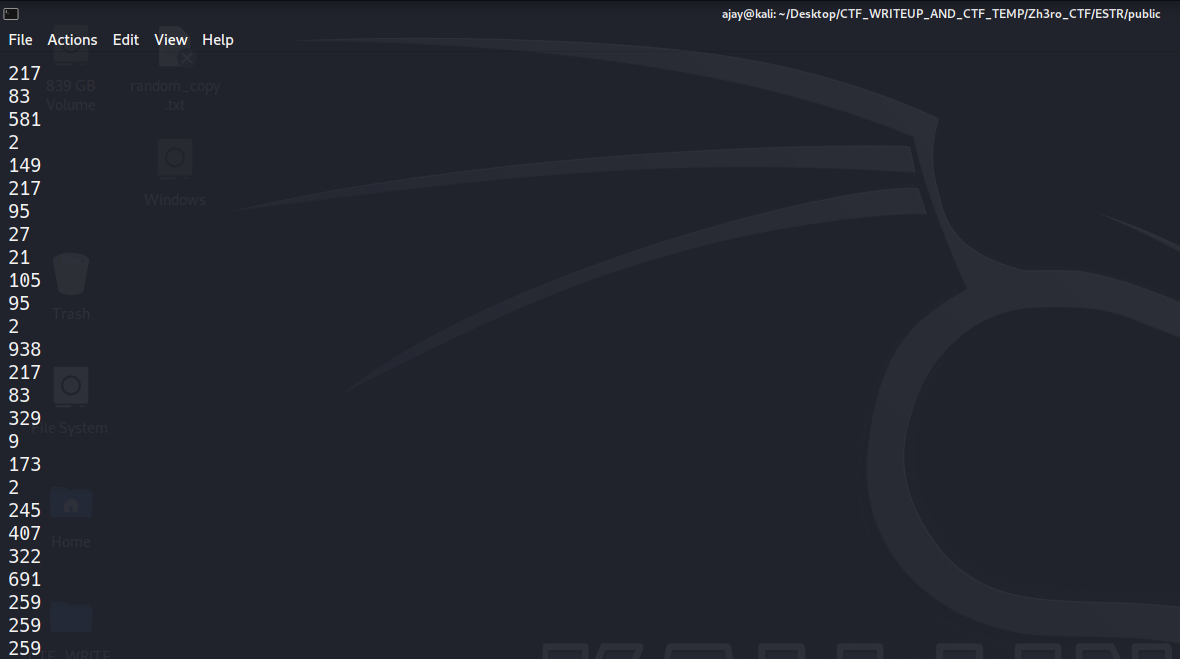 ajay@kali: ~/Desktop/CTF_WRITEUP_AND_CTF_TEMP/Zh3ro_CTF/ESTR/public
File Actions Edit View Help
217
839 GB
Volume
random_copy
.txt
83
581
2
149
217
Windows
95
27
21
105
95
Trash
2
938
217
83
329
File System
9
173
2
245
407
Home
322
691
259
259
259